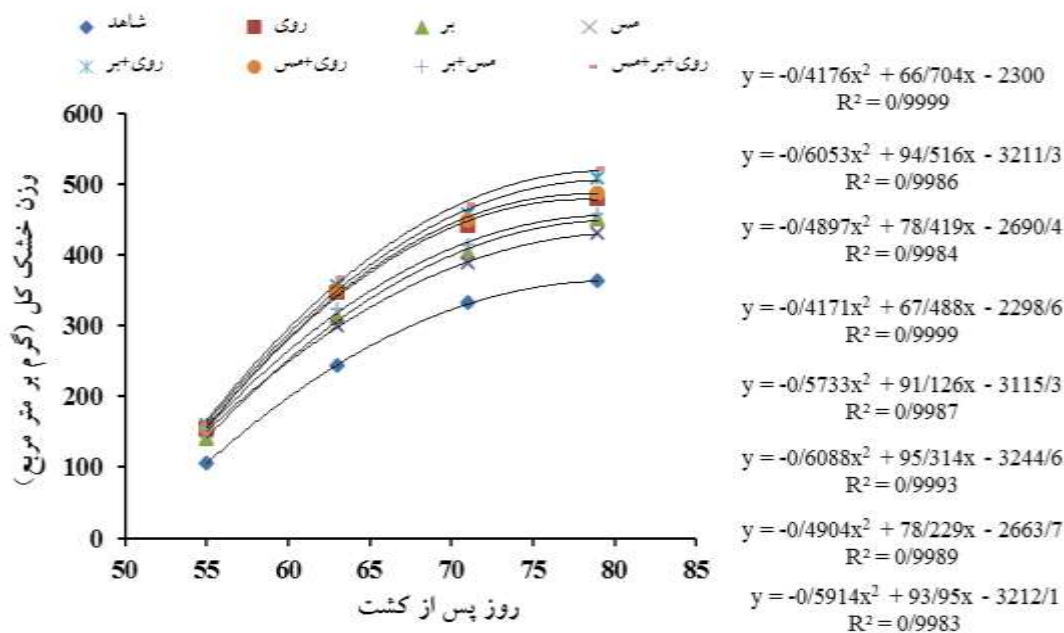 شاهد روی بر مس
روی+بر روی+مس مس+بر روی+بر+مس
y = -0/4176x² + 66/704x - 2300
R² = 0/9999
y = -0/6053x² + 94/516x - 3211/3
R² = 0/9986
y = -0/4897x² + 78/419x - 2690/4
R² = 0/9984
y = -0/4171x² + 67/488x - 2298/6
R² = 0/9999
y = -0/5733x² + 91/126x - 3115/3
R² = 0/9987
y = -0/6088x² + 95/314x - 3244/6
R² = 0/9993
y = -0/4904x² + 78/229x - 2663/7
R² = 0/9989
y = -0/5914x² + 93/95x - 3212/1
R² = 0/9983
وزن خشک کل (گرم بر متر مربع)
600
500
400
300
200
100
0
50 55 60 65 70 75 80 85
روز پس از کشت